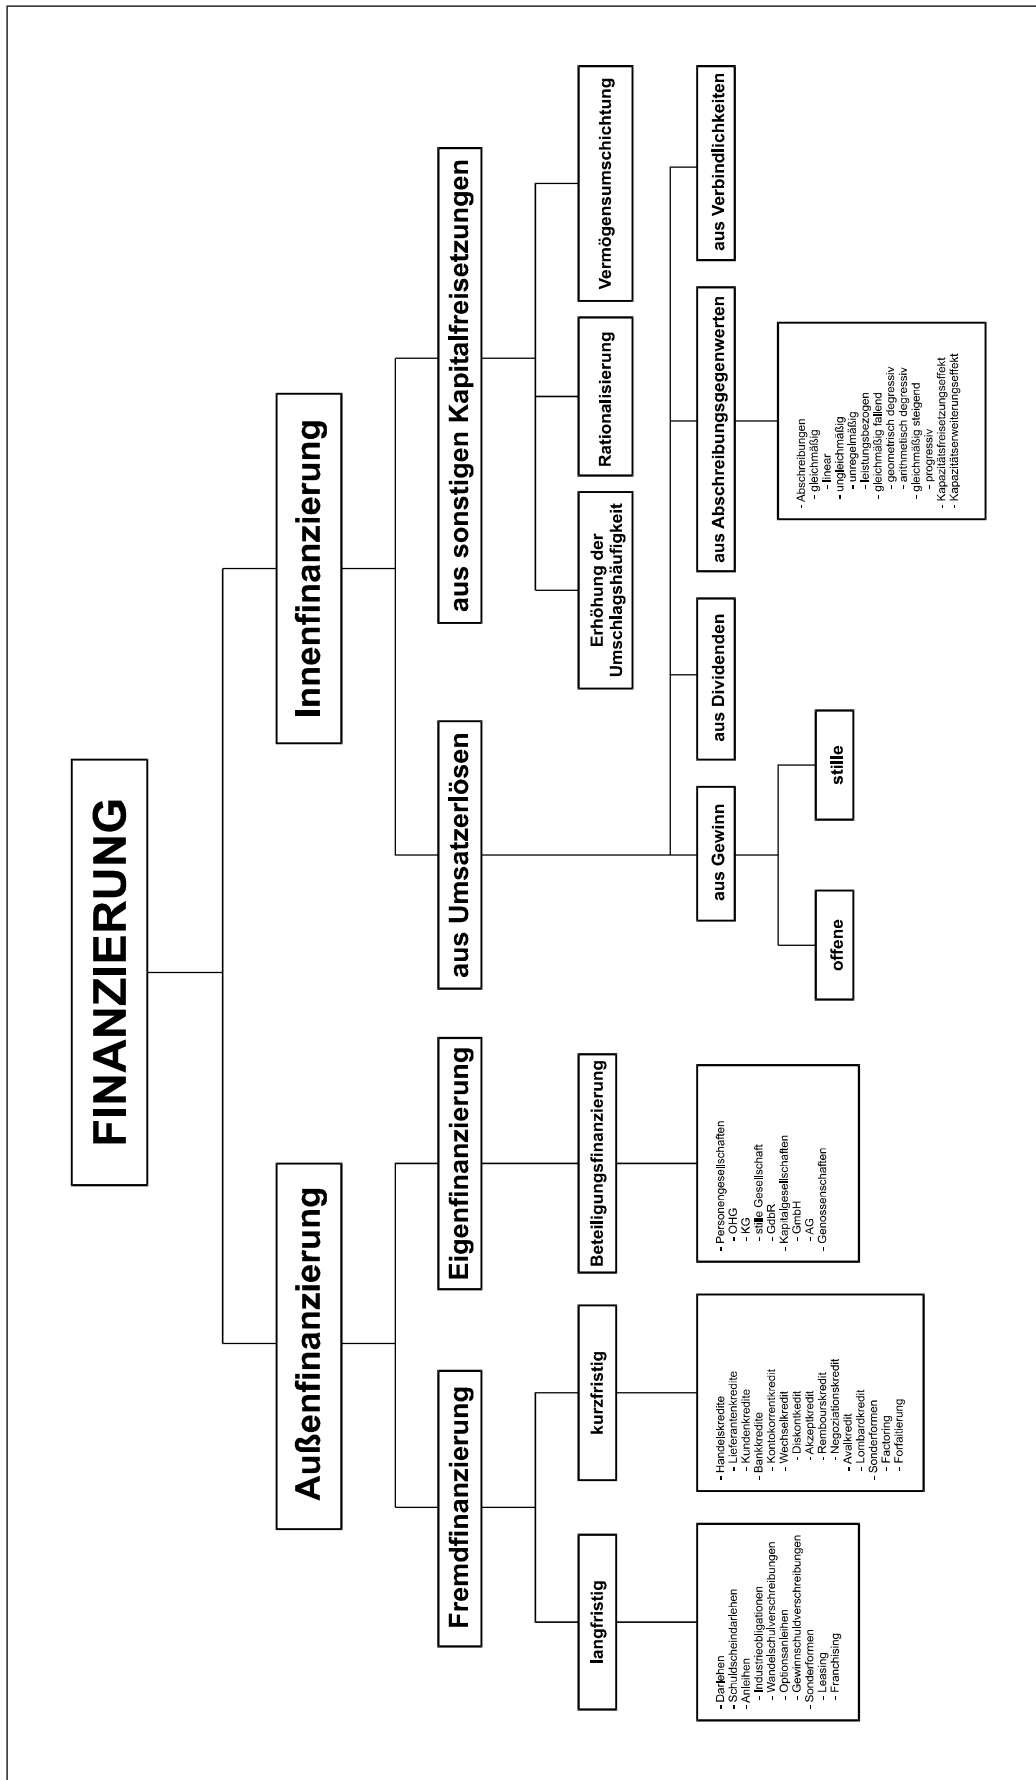 FINANZIERUNG
Außenfinanzierung
Innenfinanzierung
Fremdfinanzierung
Eigenfinanzierung
aus Umsatzerlösen
aus sonstigen Kapitalfreisetzungen
langfristig
kurzfristig
Beteiligungsfinanzierung
Erhöhung der
Umschlagshäufigkeit
Rationalisierung
Vermögensumschichtung
- Darlehen
- Schuldscheindarlehen
- Anleihen
- Industrieobligationen
- Wandelschulverschreibungen
- Optionsanleihen
- Gewinnschuldverschreibungen
- Sonderformen
- Leasing
- Franchising
- Handelskredite
- Lieferantenkredite
- Kundenkredite
- Bankkredite
- Kontokorrentkredit
- Wechselkredit
- Diskontkedit
- Akzeptkredit
- Rembourskredit
- Negoziationskredit
- Avalkredit
- Lombardkredit
- Sonderformen
- Factoring
- Forfaitierung
- Personengesellschaften
- OHG
- KG
- stille Gesellschaft
- GdbR
- Kapitalgesellschaften
- GmbH
- AG
- Genossenschaften
aus Gewinn
aus Dividenden
aus Abschreibungsgegenwerten
aus Verbindlichkeiten
offene
stille
- Abschreibungen
- gleichmäßig
- linear
- ungleichmäßig
- unregelmäßig
- leistungsbezogen
- gleichmäßig fallend
- geometrisch degressiv
- arithmetisch degressiv
- gleichmäßig steigend
- progressiv
- Kapazitätsfreisetzungseffekt
- Kapazitätserweiterungseffekt